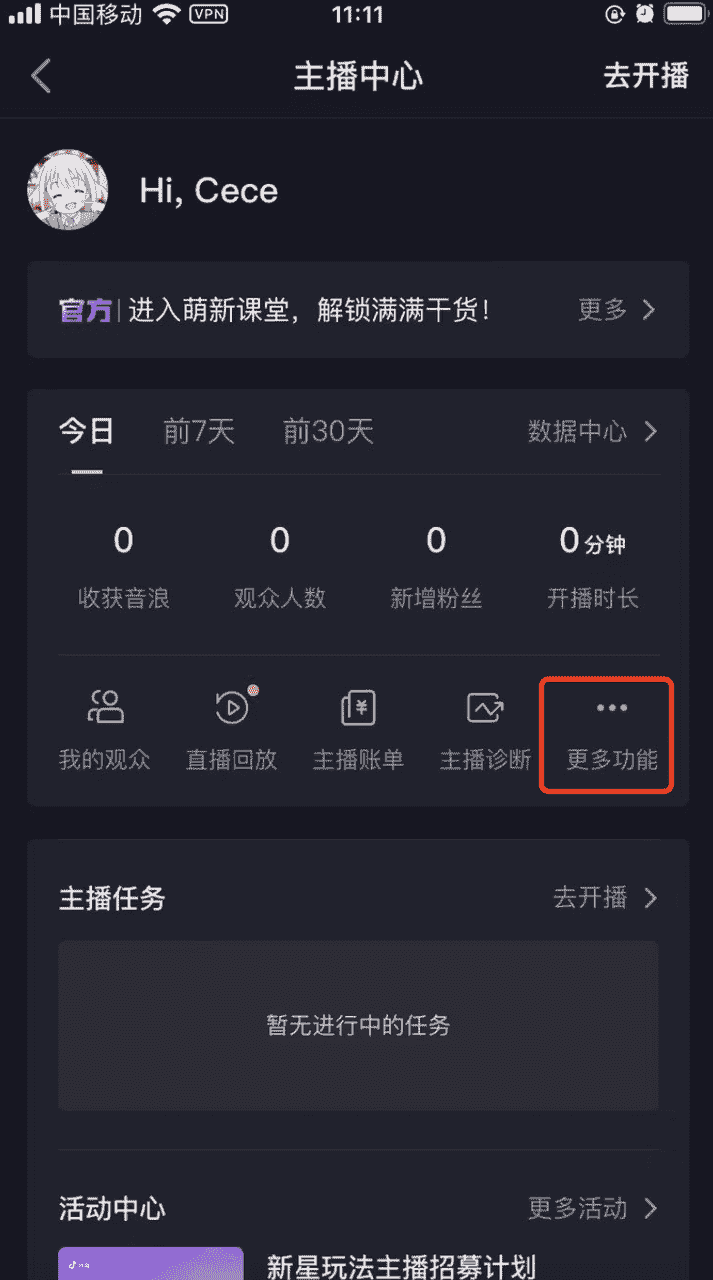 中国移动 VPN 11:11
主播中心 去开播
Hi, Cece
官方 进入萌新课堂，解锁满满干货！ 更多
今日 前7天 前30天 数据中心
0 0 0 0分钟
收获音浪 观众人数 新增粉丝 开播时长
我的观众 直播回放 主播账单 主播诊断 更多功能
主播任务 去开播
暂无进行中的任务
活动中心 更多活动
新星玩法主播招募计划